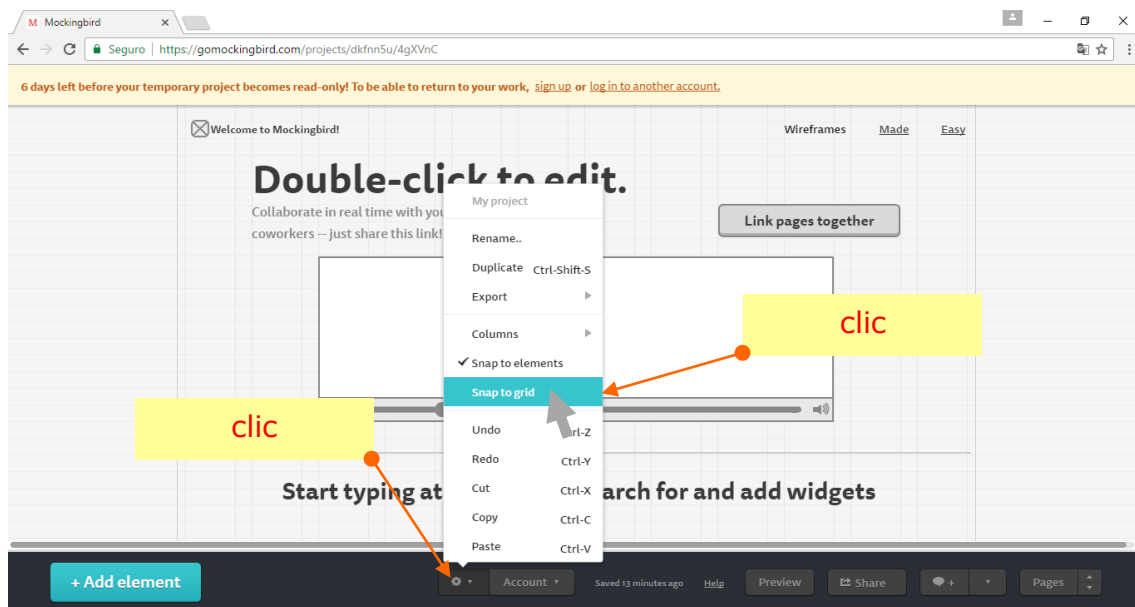 M Mockingbird
Seguro | https://gomockingbird.com/projects/dkfnn5u/4gXVnC
6 days left before your temporary project becomes read-only! To be able to return to your work, sign up or log in to another account.
Welcome to Mockingbird!
Wireframes Made Easy
Double-click to edit.
Collaborate in real time with you
coworkers -- just share this link!
Link pages together
My project
Rename..
Duplicate Ctrl-Shift-S
Export
Columns
Snap to elements
Snap to grid
Undo rl-Z
Redo Ctrl-Y
Cut Ctrl-X
Copy Ctrl-C
Paste Ctrl-V
clic
clic
Start typing at arch for and add widgets
+ Add element
Account
Saved 13 minutes ago
Help
Preview
Share
+
Pages